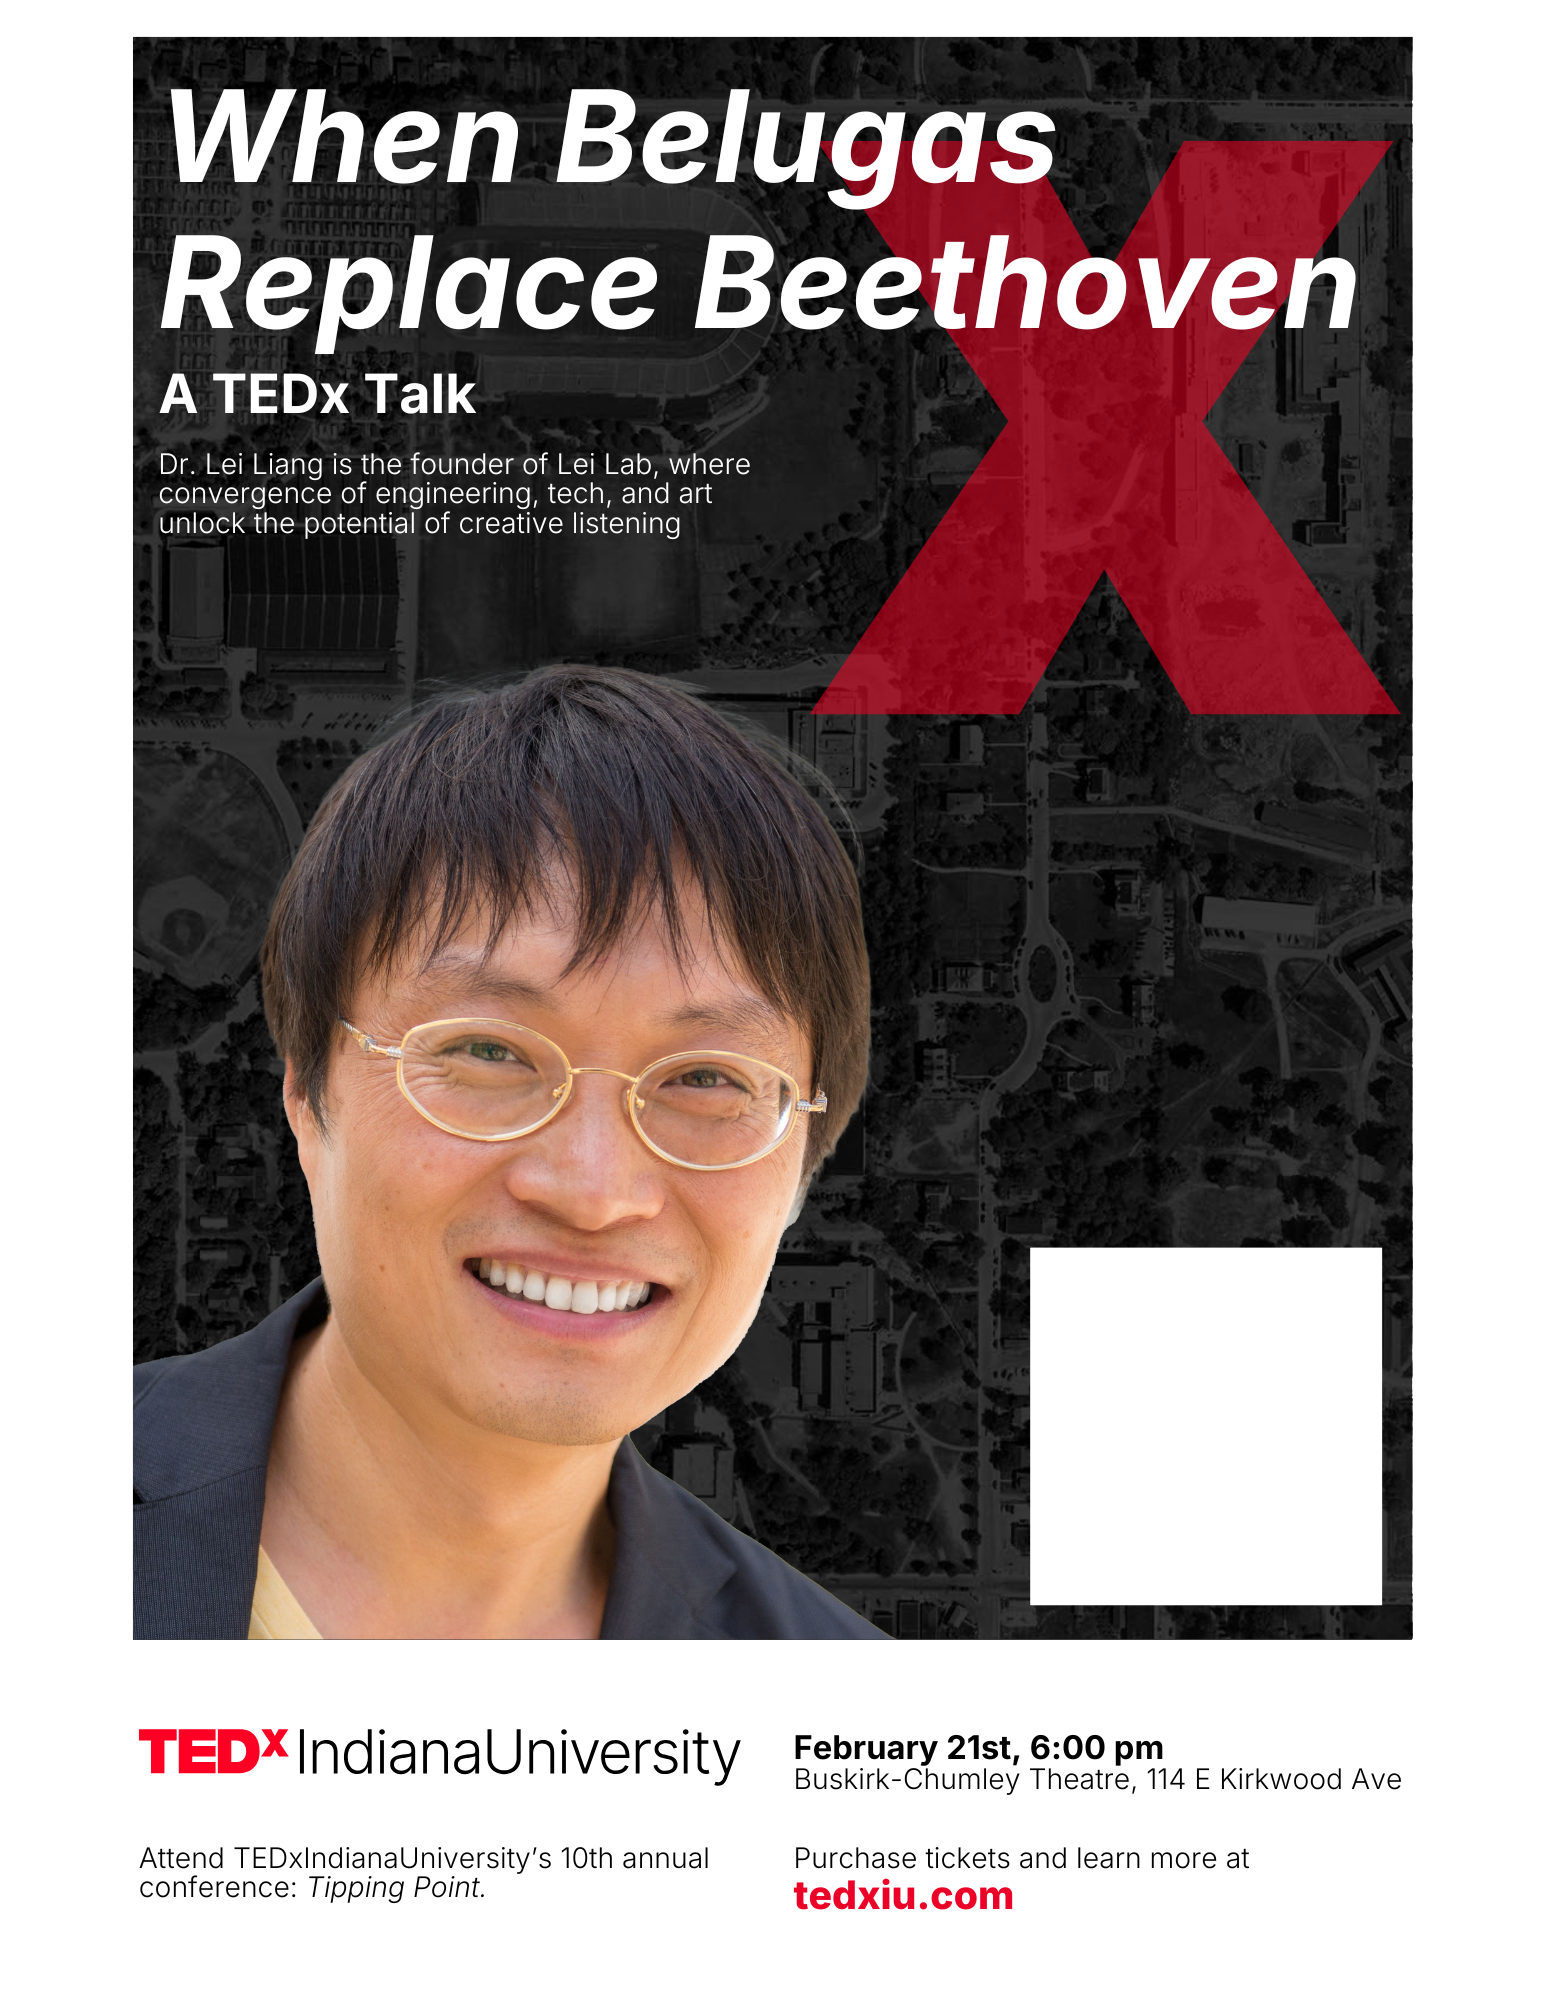 When Belugas
Replace Beethoven
A TEDx Talk
Dr. Lei Liang is the founder of Lei Lab, where
convergence of engineering, tech, and art
unlock the potential of creative listening
TEDx IndianaUniversity
Attend TEDxIndianaUniversity’s 10th annual
conference: Tipping Point.
February 21st, 6:00 pm
Buskirk-Chumley Theatre, 114 E Kirkwood Ave
Purchase tickets and learn more at
tedxiu.com